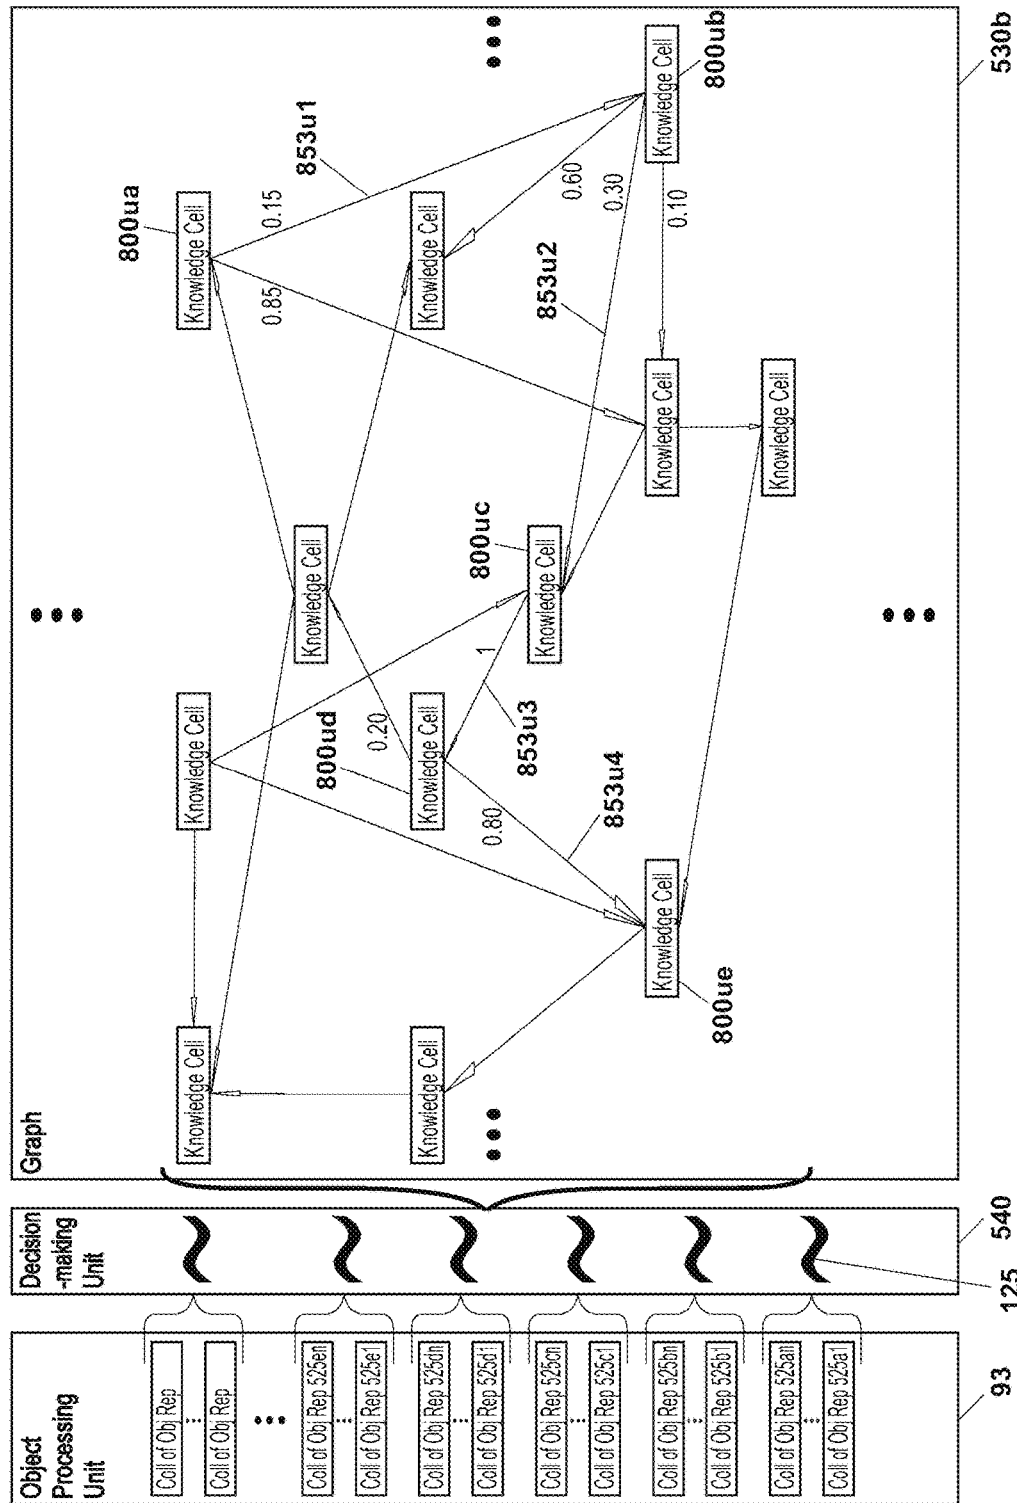 Object
Processing
Unit
Coll of Obj Rep
Coll of Obj Rep
Coll of Obj Rep 525en
Coll of Obj Rep 525e1
Coll of Obj Rep 525dn
Coll of Obj Rep 525d1
Coll of Obj Rep 525cn
Coll of Obj Rep 525c1
Coll of Obj Rep 525bn
Coll of Obj Rep 525b1
Coll of Obj Rep 525an
Coll of Obj Rep 525a1
93
Decision
-making
Unit
125
540
Graph
Knowledge Cell
Knowledge Cell
Knowledge Cell
Knowledge Cell
800ud
0.20
0.80
853u4
853u3
1
Knowledge Cell
800ue
Knowledge Cell
Knowledge Cell
800uc
Knowledge Cell
800ua
0.85
0.15
853u1
Knowledge Cell
853u2
Knowledge Cell
Knowledge Cell
0.60
0.30
0.10
Knowledge Cell
800ub
530b